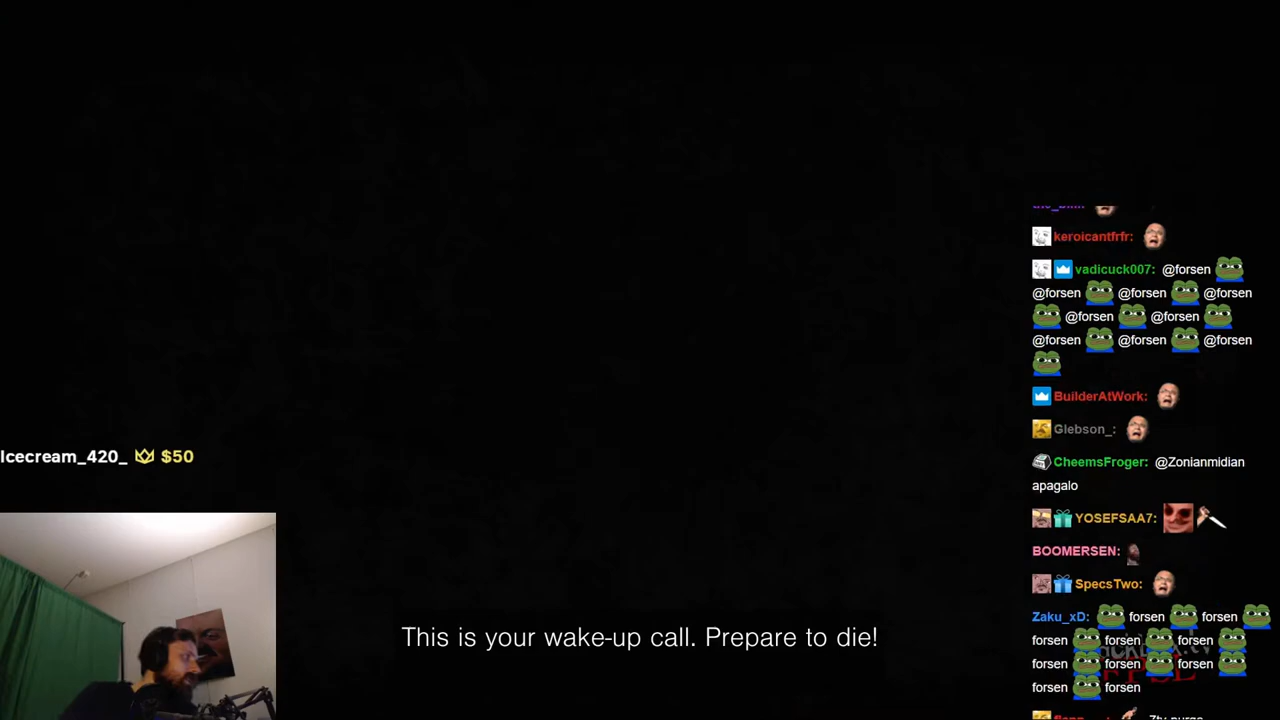 keroicantfrfr:
vadicuck007: @forsen
@forsen @forsen @forsen
@forsen @forsen
@forsen @forsen @forsen
BuilderAtWork:
Glebson_:
Icecream_420_ $50
CheemsFroger: @Zonianmidian
apagalo
YOSEFSAA7:
BOOMERSEN:
SpecsTwo:
Zaku_xD: forsen forsen
forsen forsen forsen
forsen forsen forsen
forsen forsen
This is your wake-up call. Prepare to die!